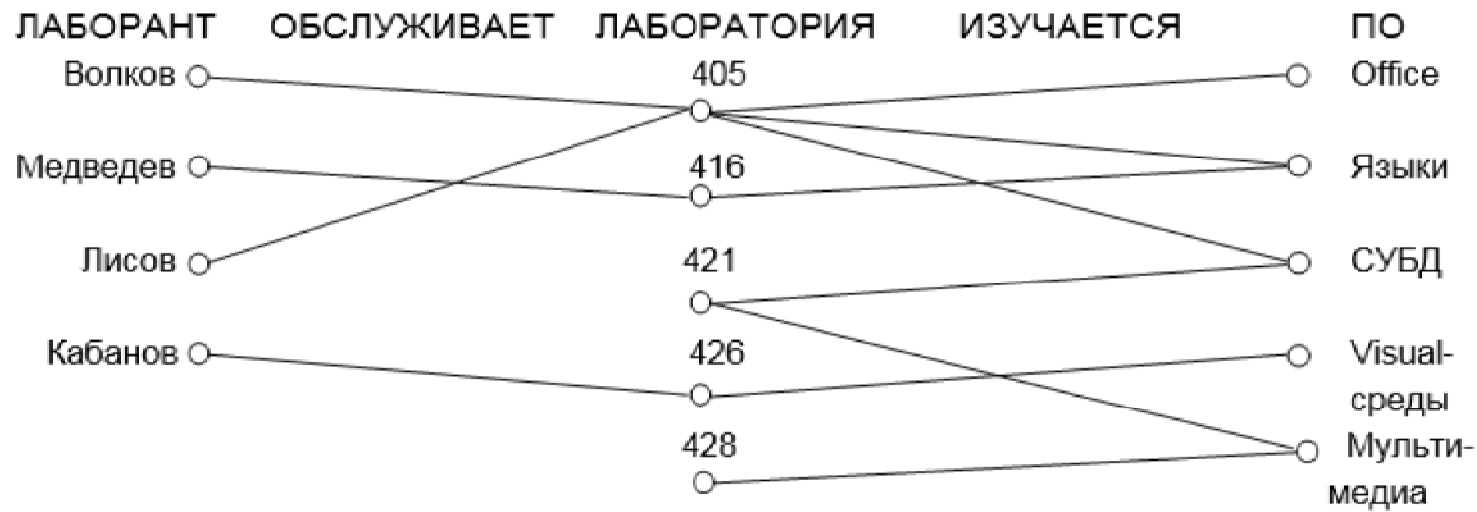 ЛАБОРАНТ ОБСЛУЖИВАЕТ ЛАБОРАТОРИЯ ИЗУЧАЕТСЯ ПО
Волков 405 Office
Медведев 416 Языки
Лисов 421 СУБД
Кабанов 426 Visual-
среды
428 Мульти-
медиа